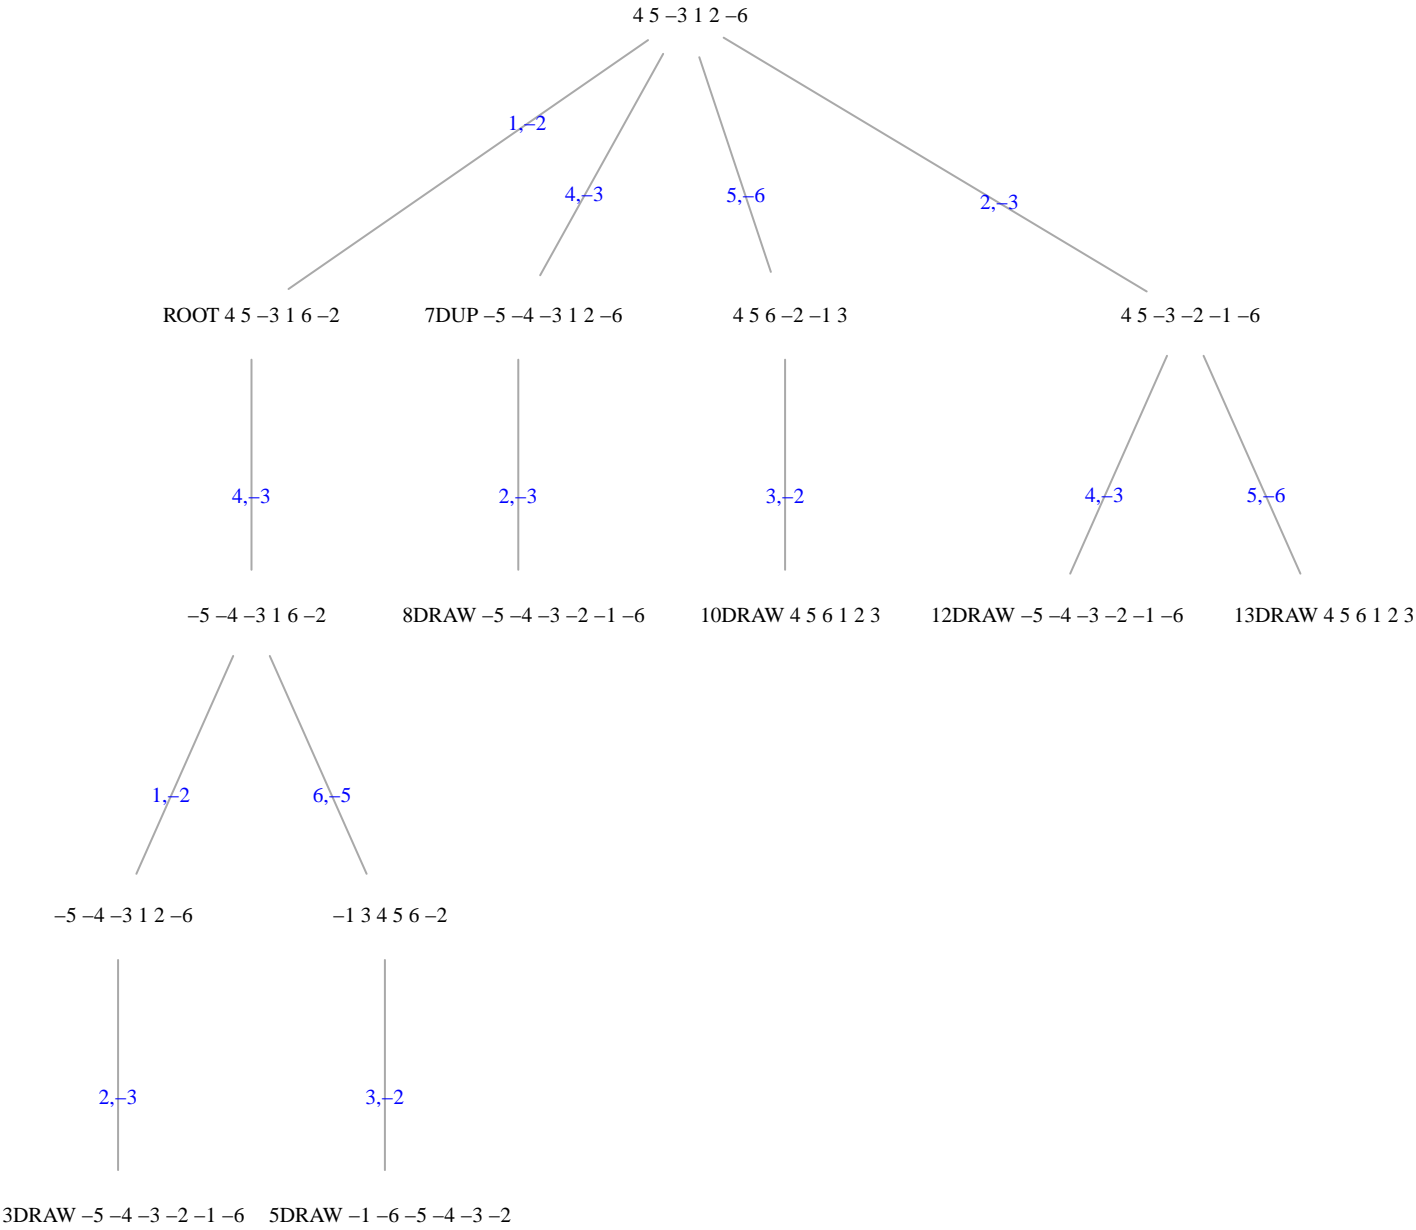 4 5 –3 1 2 –6
1,–2
4,–3
5,–6
2,–3
ROOT 4 5 –3 1 6 –2
7DUP –5 –4 –3 1 2 –6
4 5 6 –2 –1 3
4 5 –3 –2 –1 –6
4,–3
2,–3
3,–2
4,–3
5,–6
–5 –4 –3 1 6 –2
8DRAW –5 –4 –3 –2 –1 –6
10DRAW 4 5 6 1 2 3
12DRAW –5 –4 –3 –2 –1 –6
13DRAW 4 5 6 1 2 3
1,–2
6,–5
–5 –4 –3 1 2 –6
–1 3 4 5 6 –2
2,–3
3,–2
3DRAW –5 –4 –3 –2 –1 –6
5DRAW –1 –6 –5 –4 –3 –2